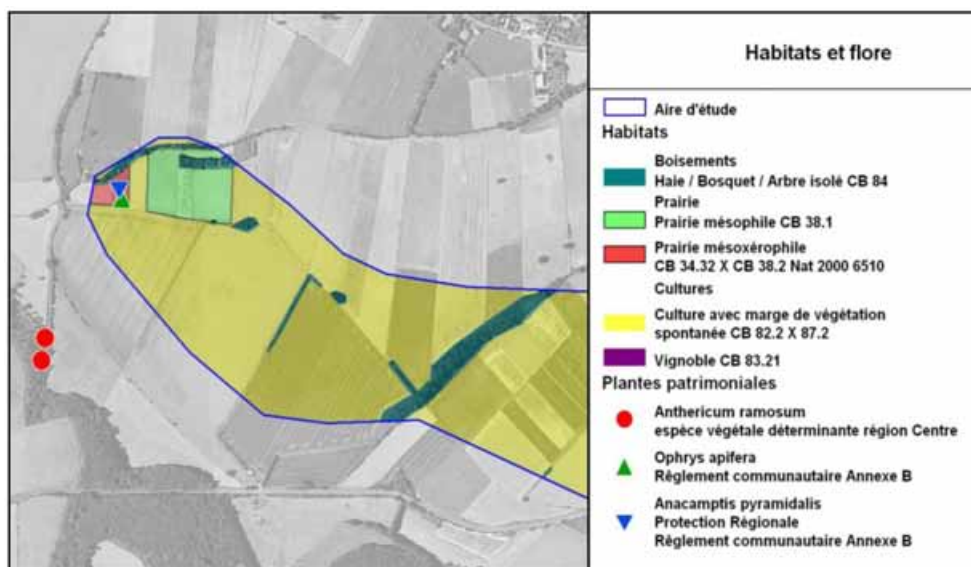 Habitats et flore
Aire d'étude
Habitats
Boisements
Haie / Bosquet / Arbre isolé CB 84
Prairie
Prairie mésophile CB 38.1
Prairie mésoxérophile
CB 34.32 X CB 38.2 Nat 2000 6510
Cultures
Culture avec marge de végétation
spontanée CB 82.2 X 87.2
Vignoble CB 83.21
Plantes patrimoniales
Anthericum ramosum
espèce végétale déterminante région Centre
Ophrys apifera
Règlement communautaire Annexe B
Anacamptis pyramidalis
Protection Régionale
Règlement communautaire Annexe B